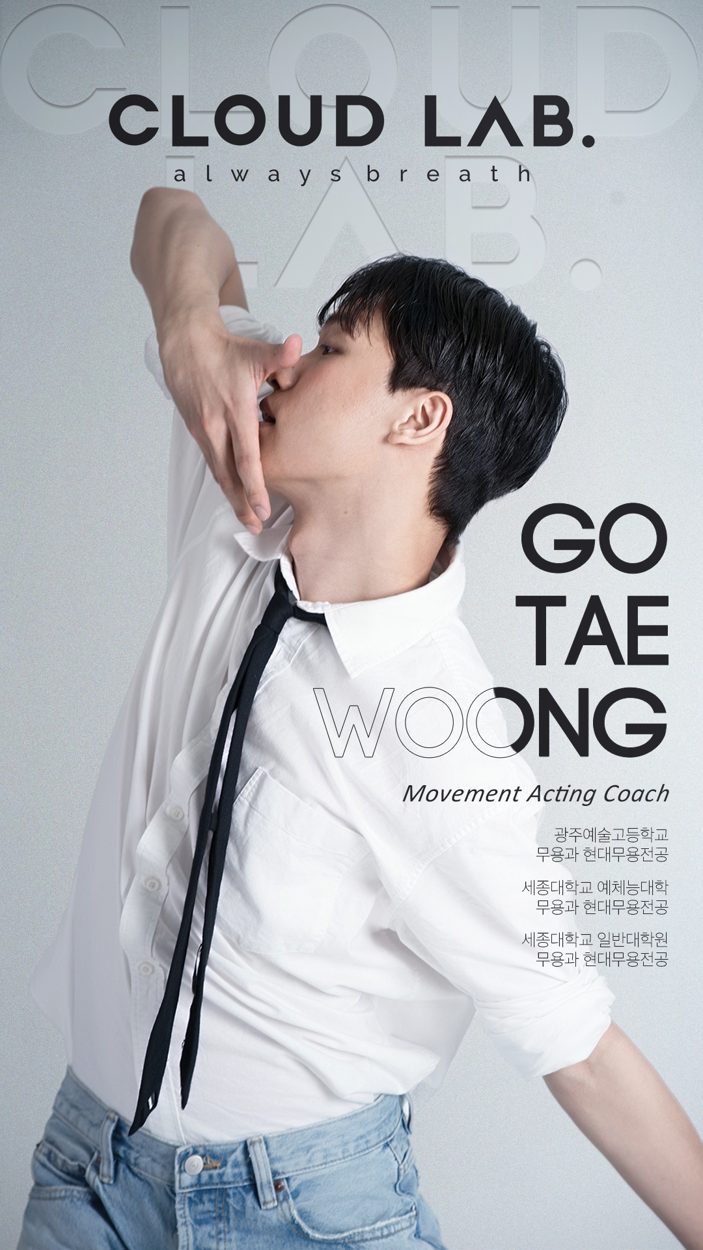 CLOUD
LAB.
CLOUD LAB.
alwaysbreath
GO
TAE
WOONG
Movement Acting Coach
광주예술고등학교
무용과 현대무용전공
세종대학교 예체능대학
무용과 현대무용전공
세종대학교 일반대학원
무용과 현대무용전공